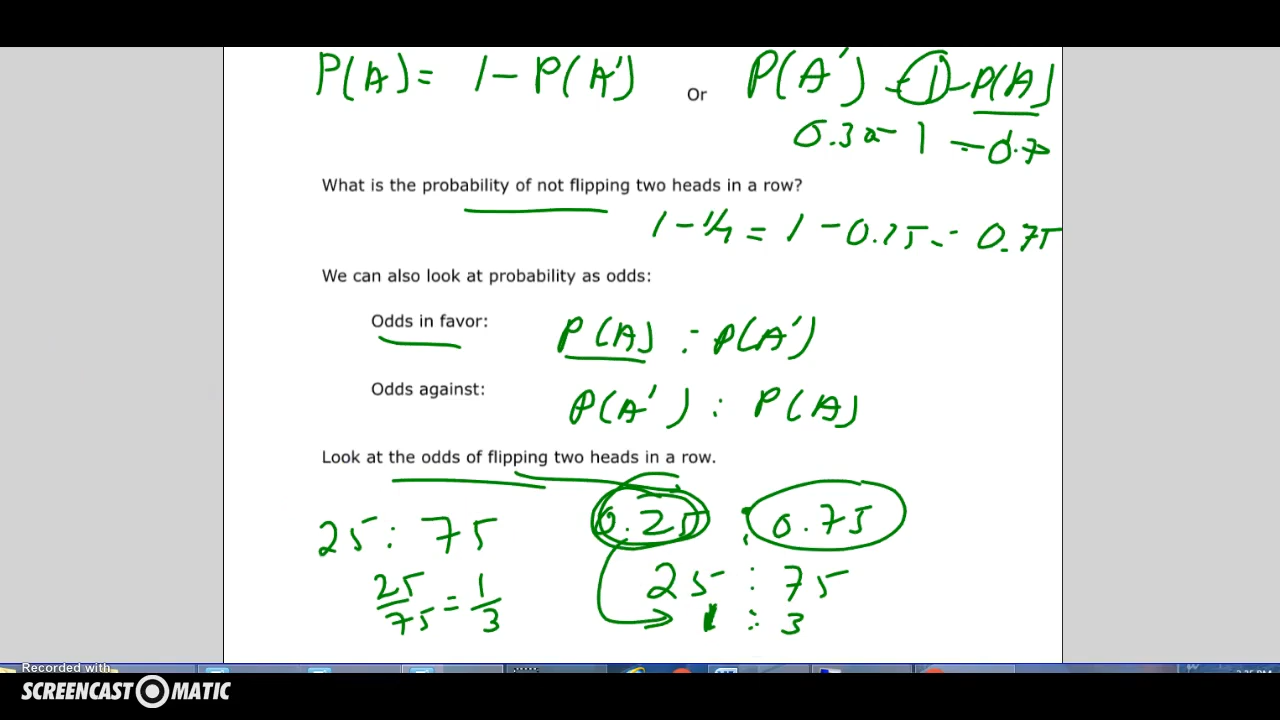 P(A) = 1 - P(A') Or P(A') = 1 - P(A)
0.30 = 1 - 0.7
What is the probability of not flipping two heads in a row?
1 - 1/4 = 1 - 0.25 = 0.75
We can also look at probability as odds:
Odds in favor: P(A) : P(A')
Odds against: P(A') : P(A)
Look at the odds of flipping two heads in a row.
25 : 75 0.25 : 0.75
25/75 = 1/3 25 : 75
1 : 3
Recorded with
SCREENCAST O MATIC